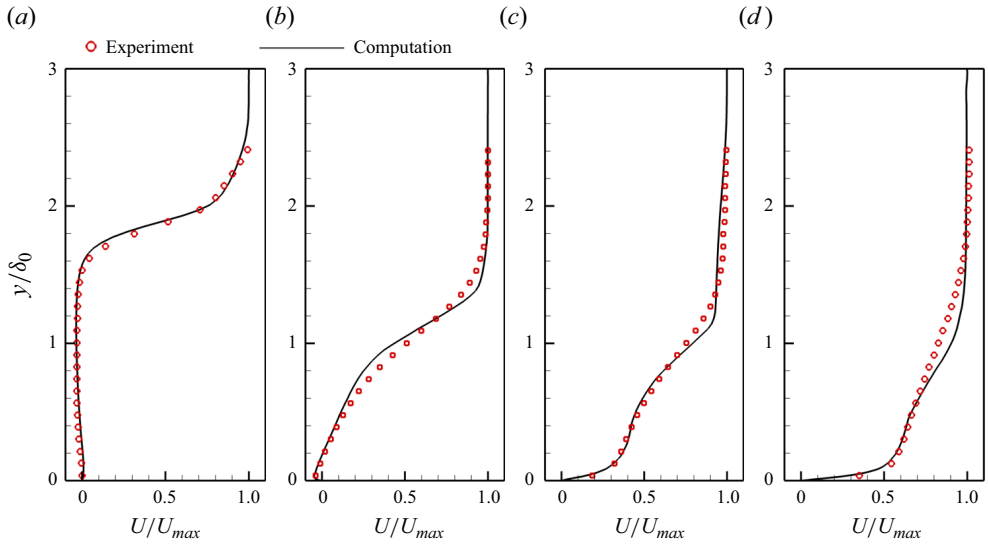 (a) (b) (c) (d)
Experiment Computation
3 3 3 3
2 2 2 2
y/δ0
1 1 1 1
0 0 0 0
0 0.5 1.0 0 0.5 1.0 0 0.5 1.0 0 0.5 1.0
U/Umax U/Umax U/Umax U/Umax